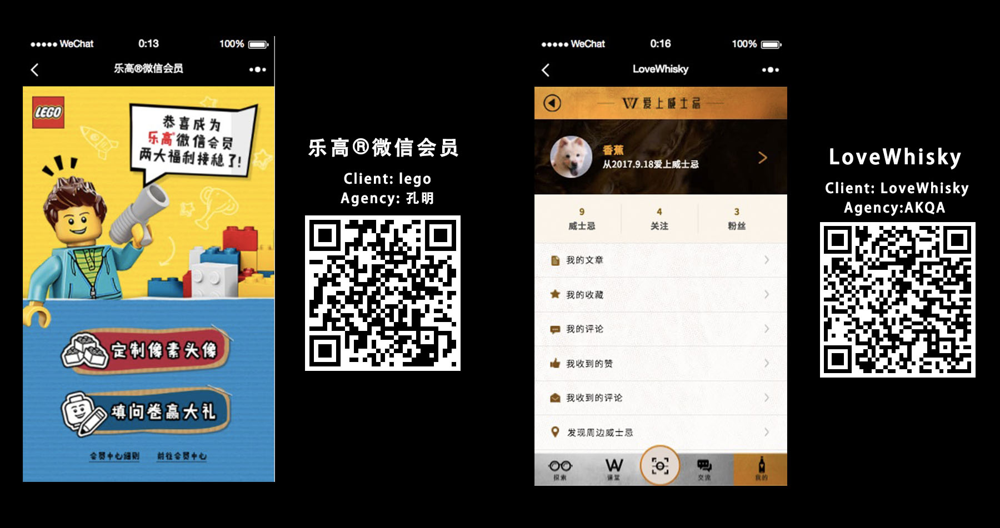 WeChat 0:13 100%
乐高®微信会员
LEGO
恭喜成为
乐高®微信会员
两大福利接稳了!
定制像素头像
填问卷赢大礼
会员中心细则 前往会员中心
乐高®微信会员
Client: lego
Agency: 孔明
WeChat 0:16 100%
LoveWhisky
W 爱上威士忌
香蕉
从2017.9.18爱上威士忌
9 4 3
威士忌 关注 粉丝
我的文章
我的收藏
我的评论
我收到的赞
我收到的评论
发现周边威士忌
探索 课堂 交流 我的
LoveWhisky
Client: LoveWhisky
Agency:AKQA